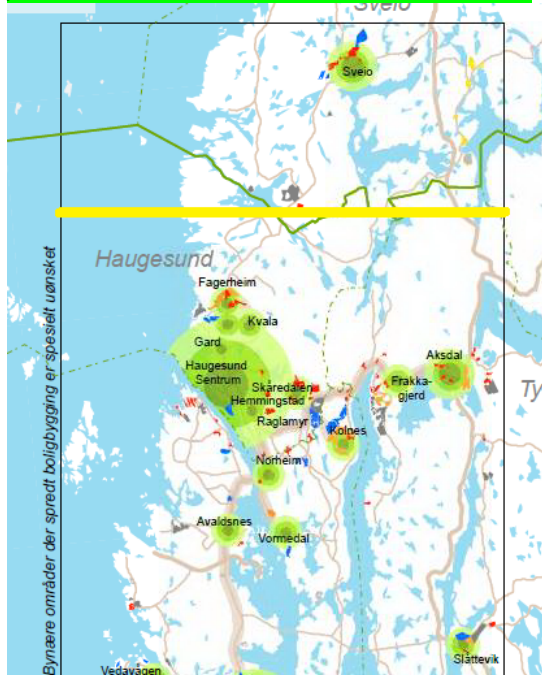 Sveio
Sveio
Haugesund
Fagerheim
Kvala
Gard
Haugesund
Sentrum
Skåredalen
Hemmingstad
Raglamyr
Aksdal
Frakka-
gjerd
Ty
Kolnes
Norheim
Avaldsnes
Vormedal
Slåttevik
Vedavågen
Bynære områder der spredt boligbygging er spesielt uønsket